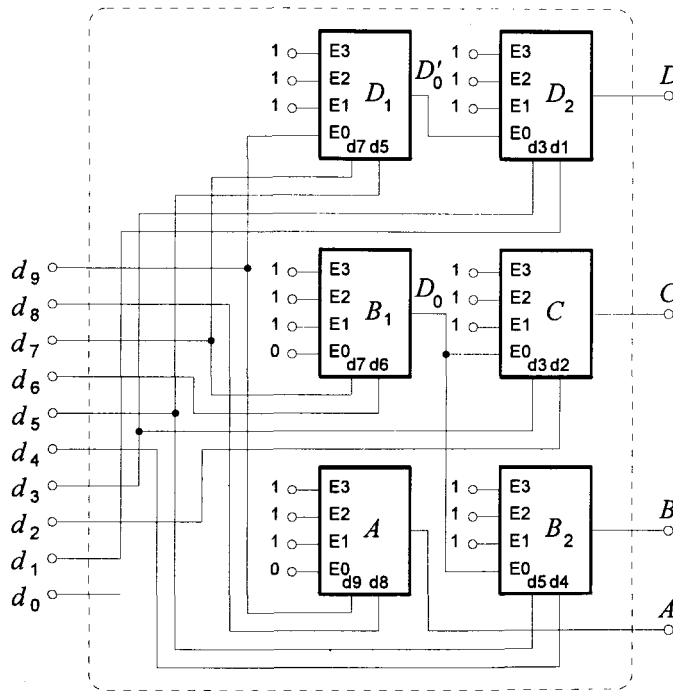 1 E3
1 E2 D₁ D′₀
1 E1
E0
d7 d5
1 E3
1 E2 D₂ D
1 E1
E0
d3 d1
1 E3
1 E2 B₁ D₀
1 E1
0 E0
d7 d6
1 E3
1 E2 C C
1 E1
E0
d3 d2
1 E3
1 E2 A
1 E1
0 E0
d9 d8
1 E3
1 E2 B₂ B
1 E1
E0
d5 d4
A
d₉
d₈
d₇
d₆
d₅
d₄
d₃
d₂
d₁
d₀